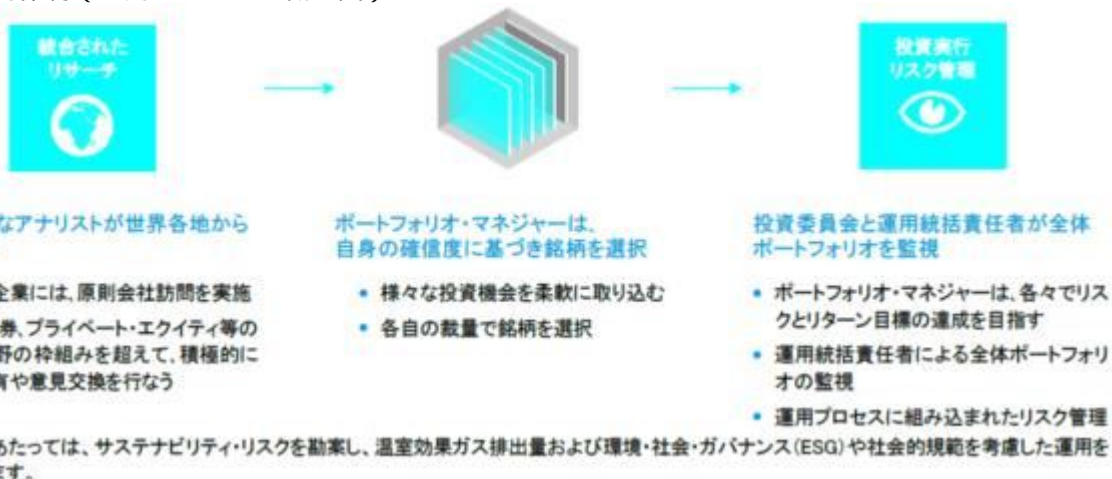 統合された
リサーチ
投資実行
リスク管理
なアナリストが世界各地から
企業には、原則会社訪問を実施
券、プライベート・エクイティ等の
野の枠組みを超えて、積極的に
有や意見交換を行なう
ポートフォリオ・マネジャーは、
自身の確信度に基づき銘柄を選択
• 様々な投資機会を柔軟に取り込む
• 各自の裁量で銘柄を選択
投資委員会と運用統括責任者が全体
ポートフォリオを監視
• ポートフォリオ・マネジャーは、各々でリス
クとリターン目標の達成を目指す
• 運用統括責任者による全体ポートフォリ
オの監視
• 運用プロセスに組み込まれたリスク管理
あたっては、サステナビリティ・リスクを勘案し、温室効果ガス排出量および環境・社会・ガバナンス(ESG)や社会的規範を考慮した運用を
ます。